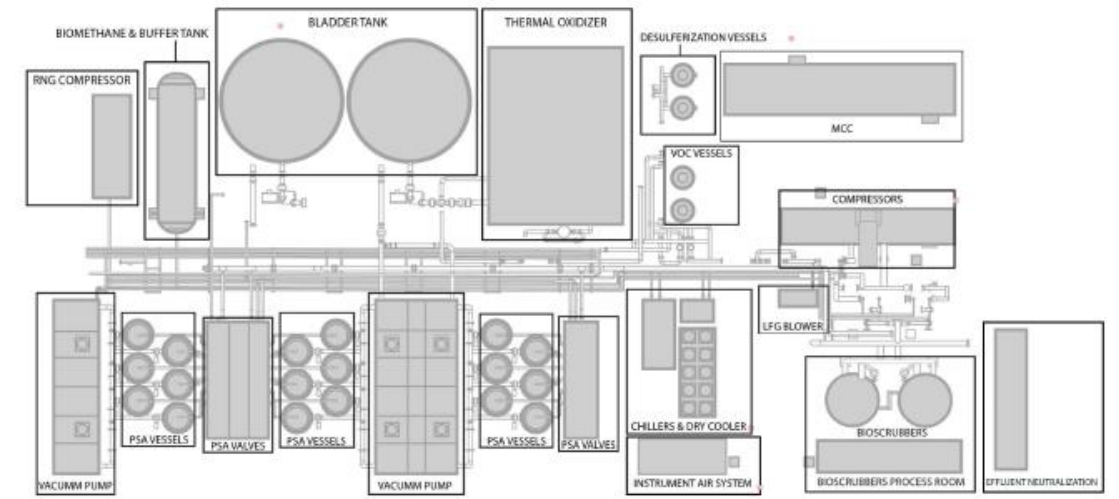 BLADDER TANK
THERMAL OXIDIZER
BIOMETHANE & BUFFER TANK
DESULFERIZATION VESSELS
RNG COMPRESSOR
MCC
VOC VESSELS
COMPRESSORS
LFG BLOWER
CHILLERS & DRY COOLER
BIOSCRUBBERS
PSA VESSELS
PSA VALVES
PSA VESSELS
PSA VESSELS
PSA VALVES
VACUMM PUMP
VACUMM PUMP
INSTRUMENT AIR SYSTEM
BIOSCRUBBERS PROCESS ROOM
EFFLUENT NEUTRALIZATION